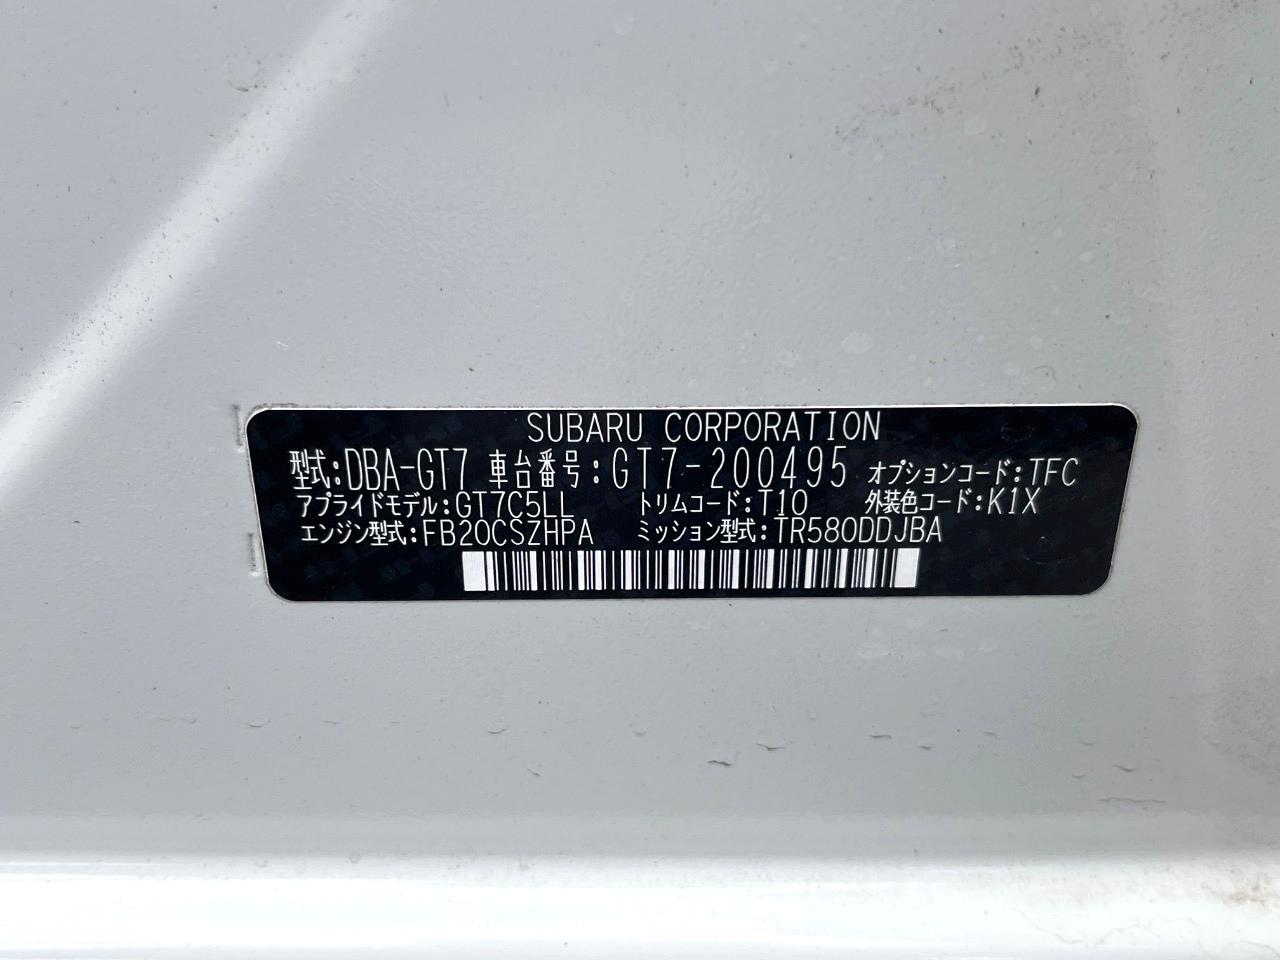 SUBARU CORPORATION
型式:DBA-GT7 車台番号:GT7-200495 オプションコード:TFC
アプライドモデル:GT7C5LL トリムコード:T10 外装色コード:K1X
エンジン型式:FB20CSZHPA ミッション型式:TR580DDJBA